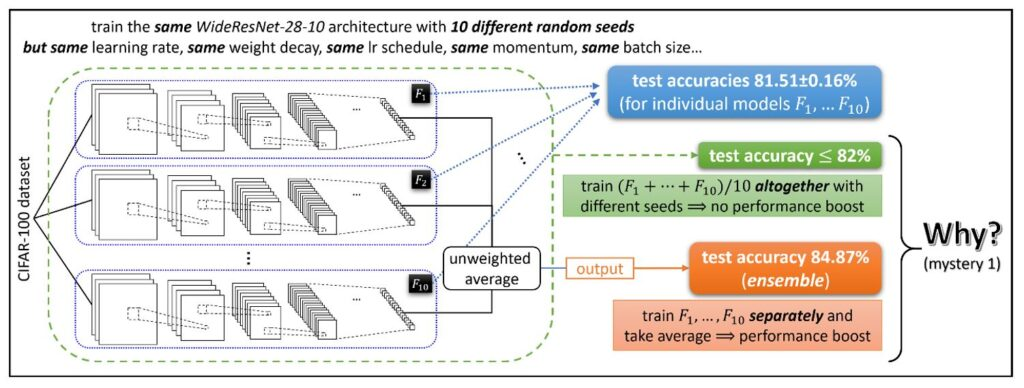 train the same WideResNet-28-10 architecture with 10 different random seeds
but same learning rate, same weight decay, same lr schedule, same momentum, same batch size…
CIFAR-100 dataset
...
F₁
...
F₂
...
...
F₁₀
...
unweighted
average
output
test accuracies 81.51±0.16%
(for individual models F₁, … F₁₀)
test accuracy ≤ 82%
train (F₁ + ⋯ + F₁₀)/10 altogether with
different seeds ⟹ no performance boost
test accuracy 84.87%
(ensemble)
train F₁, … , F₁₀ separately and
take average ⟹ performance boost
Why?
(mystery 1)